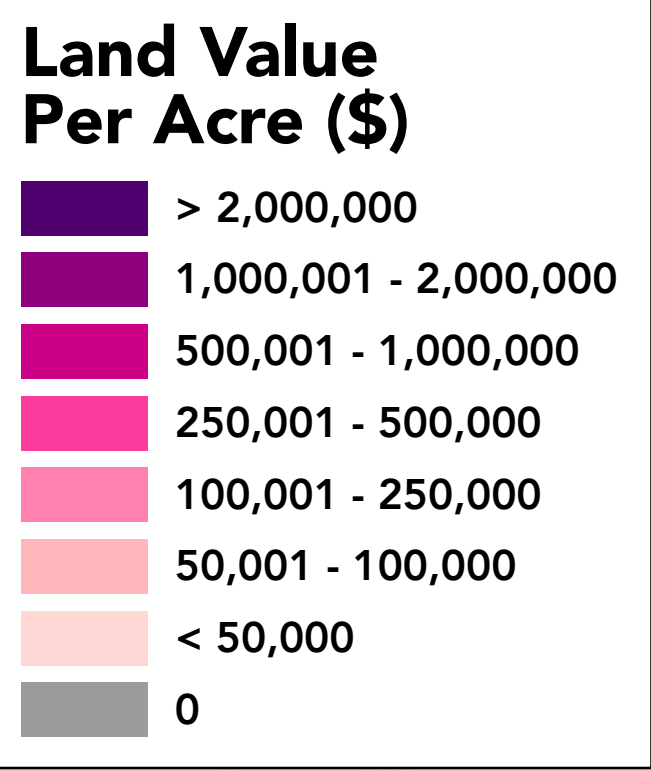 Land Value
Per Acre ($)
> 2,000,000
1,000,001 - 2,000,000
500,001 - 1,000,000
250,001 - 500,000
100,001 - 250,000
50,001 - 100,000
< 50,000
0